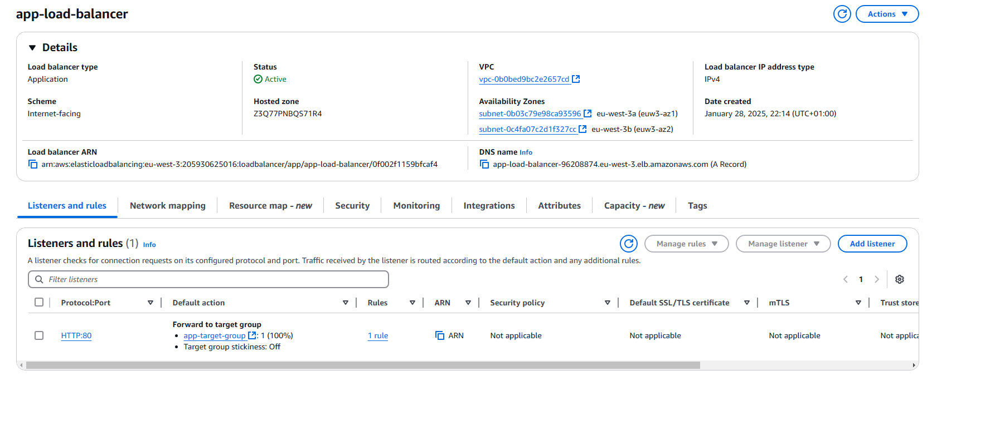 app-load-balancer
Actions
Details
Load balancer type
Application
Status
Active
VPC
vpc-0b0bed9bc2e2657cd
Load balancer IP address type
IPv4
Scheme
Internet-facing
Hosted zone
Z3Q77PNBQS71R4
Availability Zones
subnet-0b03c79e98ca93596 eu-west-3a (euw3-az1)
subnet-0c4fa07c2d1f327cc eu-west-3b (euw3-az2)
Date created
January 28, 2025, 22:14 (UTC+01:00)
Load balancer ARN
arn:aws:elasticloadbalancing:eu-west-3:205930625016:loadbalancer/app/app-load-balancer/0f002f1159bfcaf4
DNS name Info
app-load-balancer-96208874.eu-west-3.elb.amazonaws.com (A Record)
Listeners and rules Network mapping Resource map - new Security Monitoring Integrations Attributes Capacity - new Tags
Listeners and rules (1) Info
Manage rules Manage listener Add listener
A listener checks for connection requests on its configured protocol and port. Traffic received by the listener is routed according to the default action and any additional rules.
Filter listeners
1
Protocol:Port Default action Rules ARN Security policy Default SSL/TLS certificate mTLS Trust store
HTTP:80
Forward to target group
• app-target-group : 1 (100%)
• Target group stickiness: Off
1 rule
ARN
Not applicable
Not applicable
Not applicable
Not applica